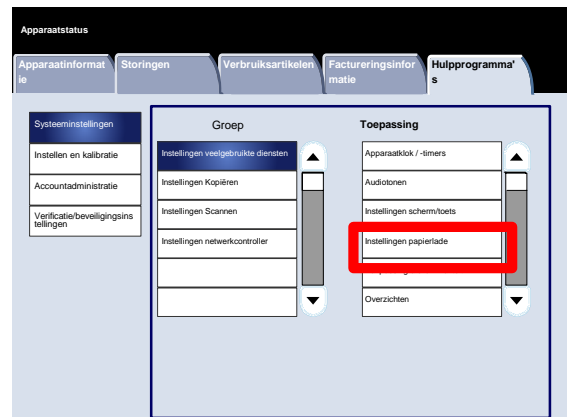 Apparaatstatus
Apparaatinformat
ie
Storingen
Verbruiksartikelen
Factureringsinfor
matie
Hulpprogramma'
s
Systeeminstellingen
Instellen en kalibratie
Accountadministratie
Verificatie/beveiligingsins
tellingen
Groep
Instellingen veelgebruikte diensten
Instellingen Kopiëren
Instellingen Scannen
Instellingen netwerkcontroller
Toepassing
Apparaatklok / -timers
Audiotonen
Instellingen scherm/toets
Instellingen papierlade
Overzichten